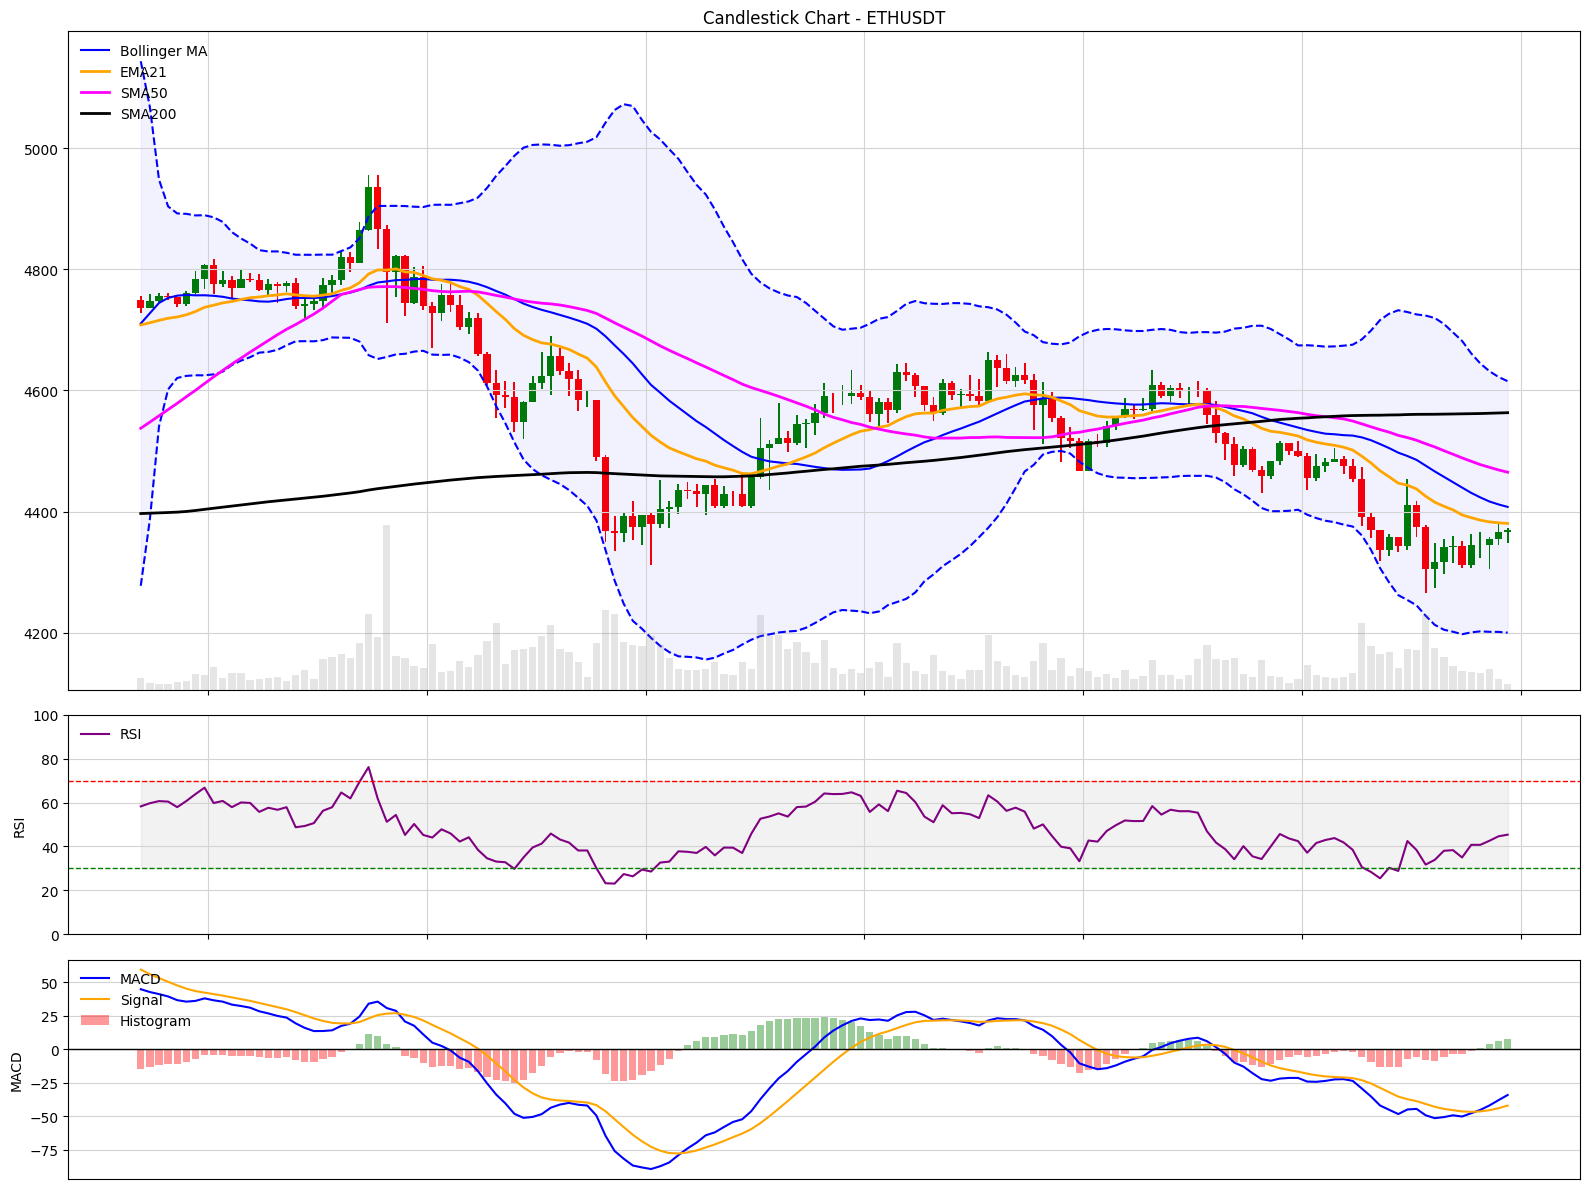 Candlestick Chart - ETHUSDT
Bollinger MA
EMA21
SMA50
SMA200
5000
4800
4600
4400
4200
100
80
60
40
20
0
RSI
RSI
50
25
0
−25
−50
−75
MACD
MACD
Signal
Histogram